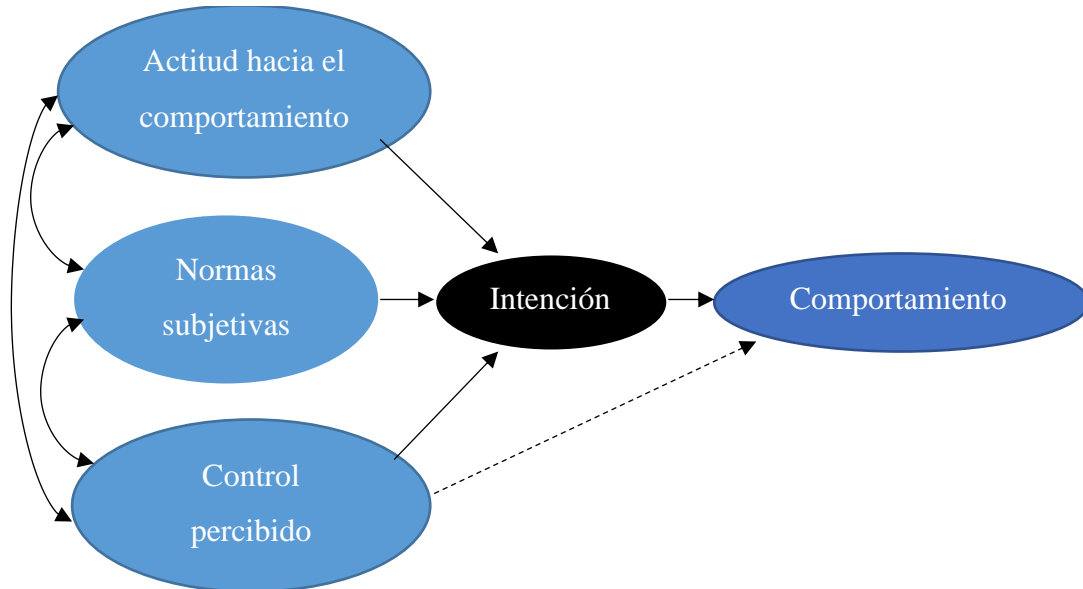 Actitud hacia el
comportamiento
Normas
subjetivas
Intención
Comportamiento
Control
percibido